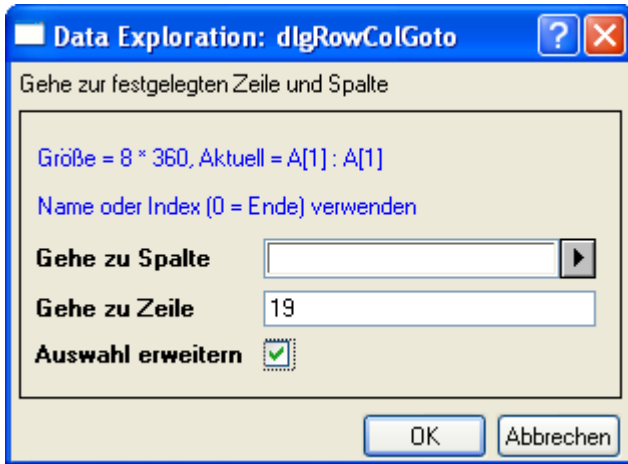 Data Exploration: dlgRowColGoto
Gehe zur festgelegten Zeile und Spalte
Größe = 8 * 360, Aktuell = A[1] : A[1]
Name oder Index (0 = Ende) verwenden
Gehe zu Spalte
Gehe zu Zeile 19
Auswahl erweitern
OK Abbrechen